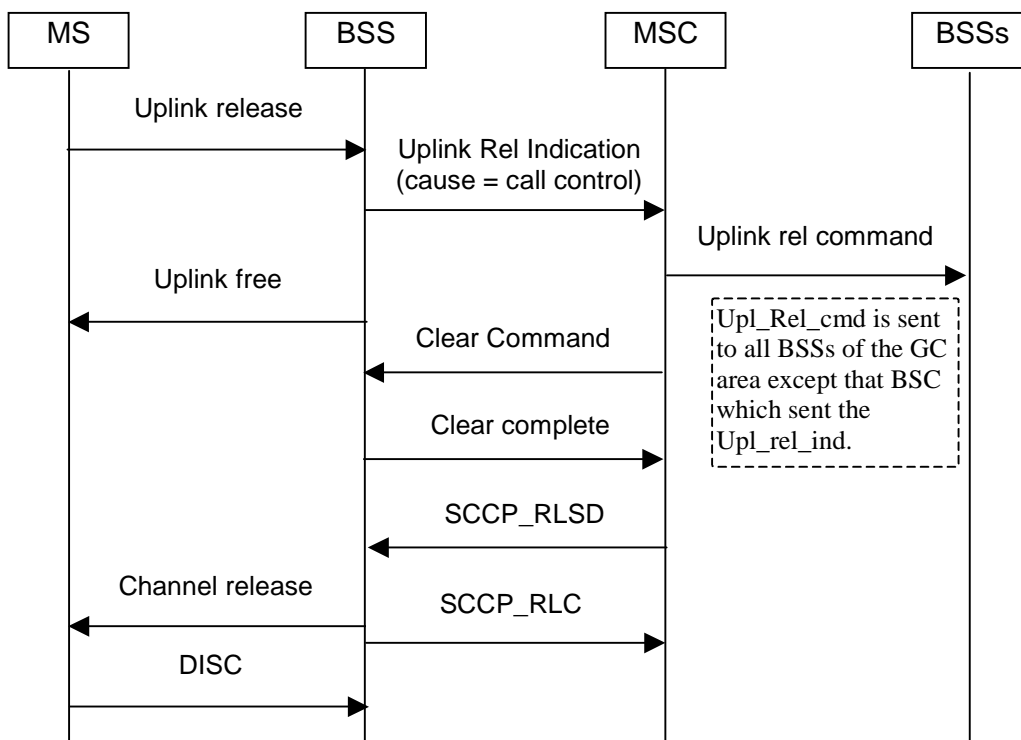 MS
BSS
MSC
BSSs
Uplink release
Uplink Rel Indication
(cause = call control)
Uplink rel command
Uplink free
Upl_Rel_cmd is sent
to all BSSs of the GC
area except that BSC
which sent the
Upl_rel_ind.
Clear Command
Clear complete
SCCP_RLSD
Channel release
SCCP_RLC
DISC